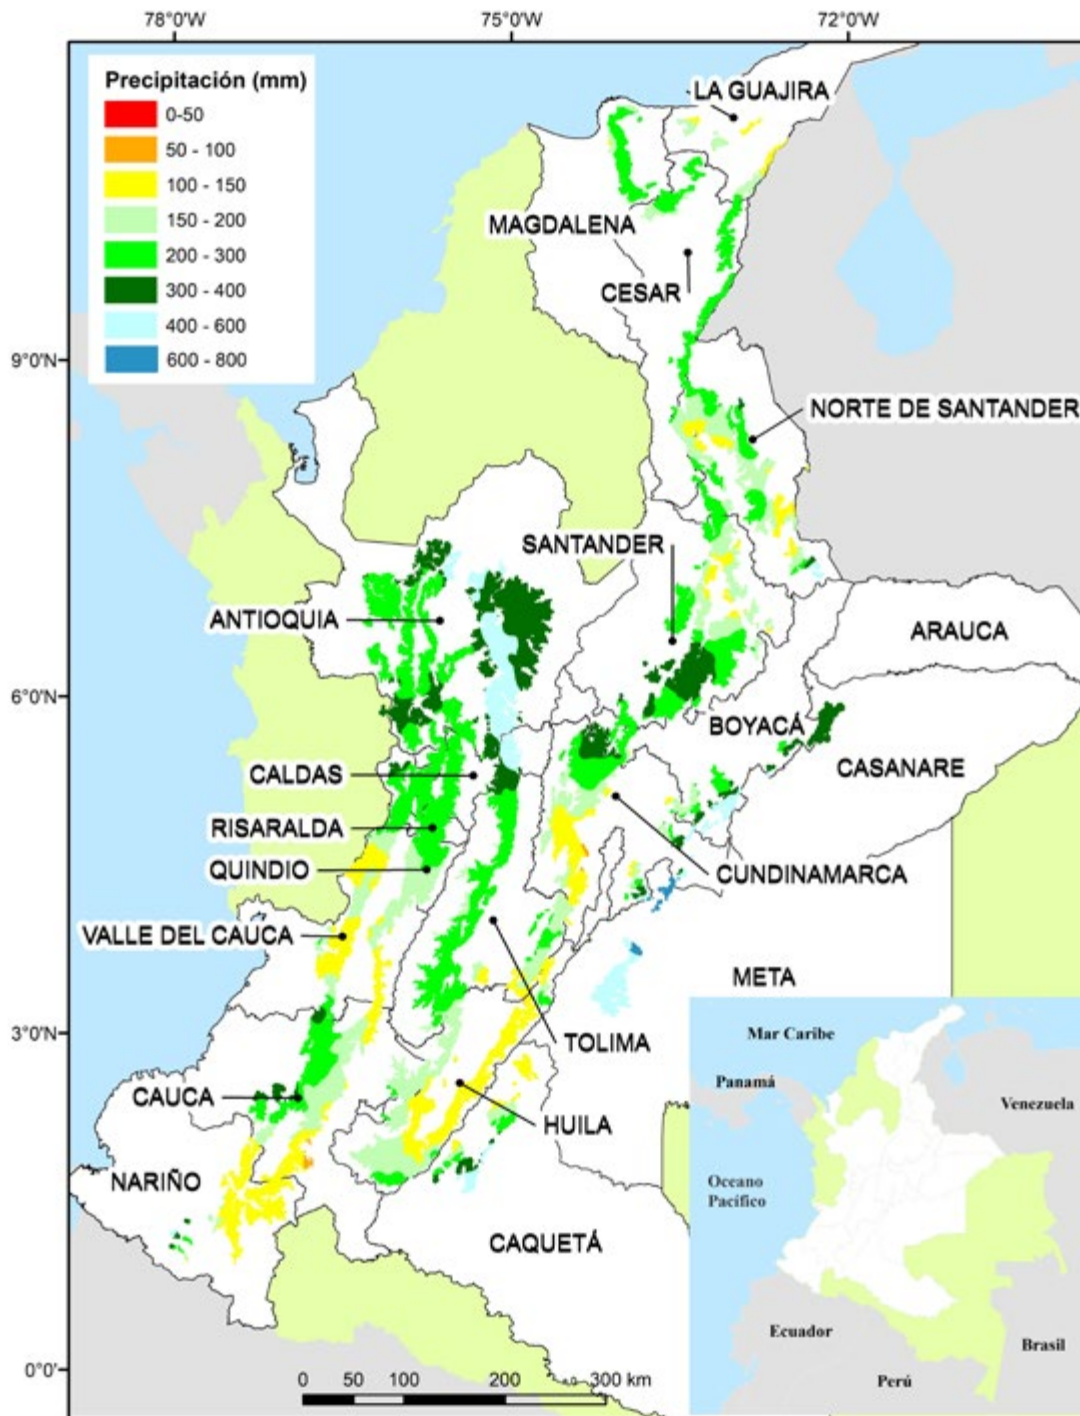 78°0'W 75°0'W 72°0'W
Precipitación (mm)
0-50
50 - 100
100 - 150
150 - 200
200 - 300
300 - 400
400 - 600
600 - 800
LA GUAJIRA
MAGDALENA
CESAR
9°0'N
NORTE DE SANTANDER
SANTANDER
ANTIOQUIA
ARAUCA
6°0'N
BOYACÁ
CASANARE
CALDAS
RISARALDA
QUINDIO
CUNDINAMARCA
VALLE DEL CAUCA
META
3°0'N
TOLIMA
CAUCA
HUILA
NARIÑO
CAQUETÁ
0°0'
0 50 100 200 300 km
Mar Caribe
Panamá
Venezuela
Oceano
Pacífico
Ecuador
Brasil
Perú